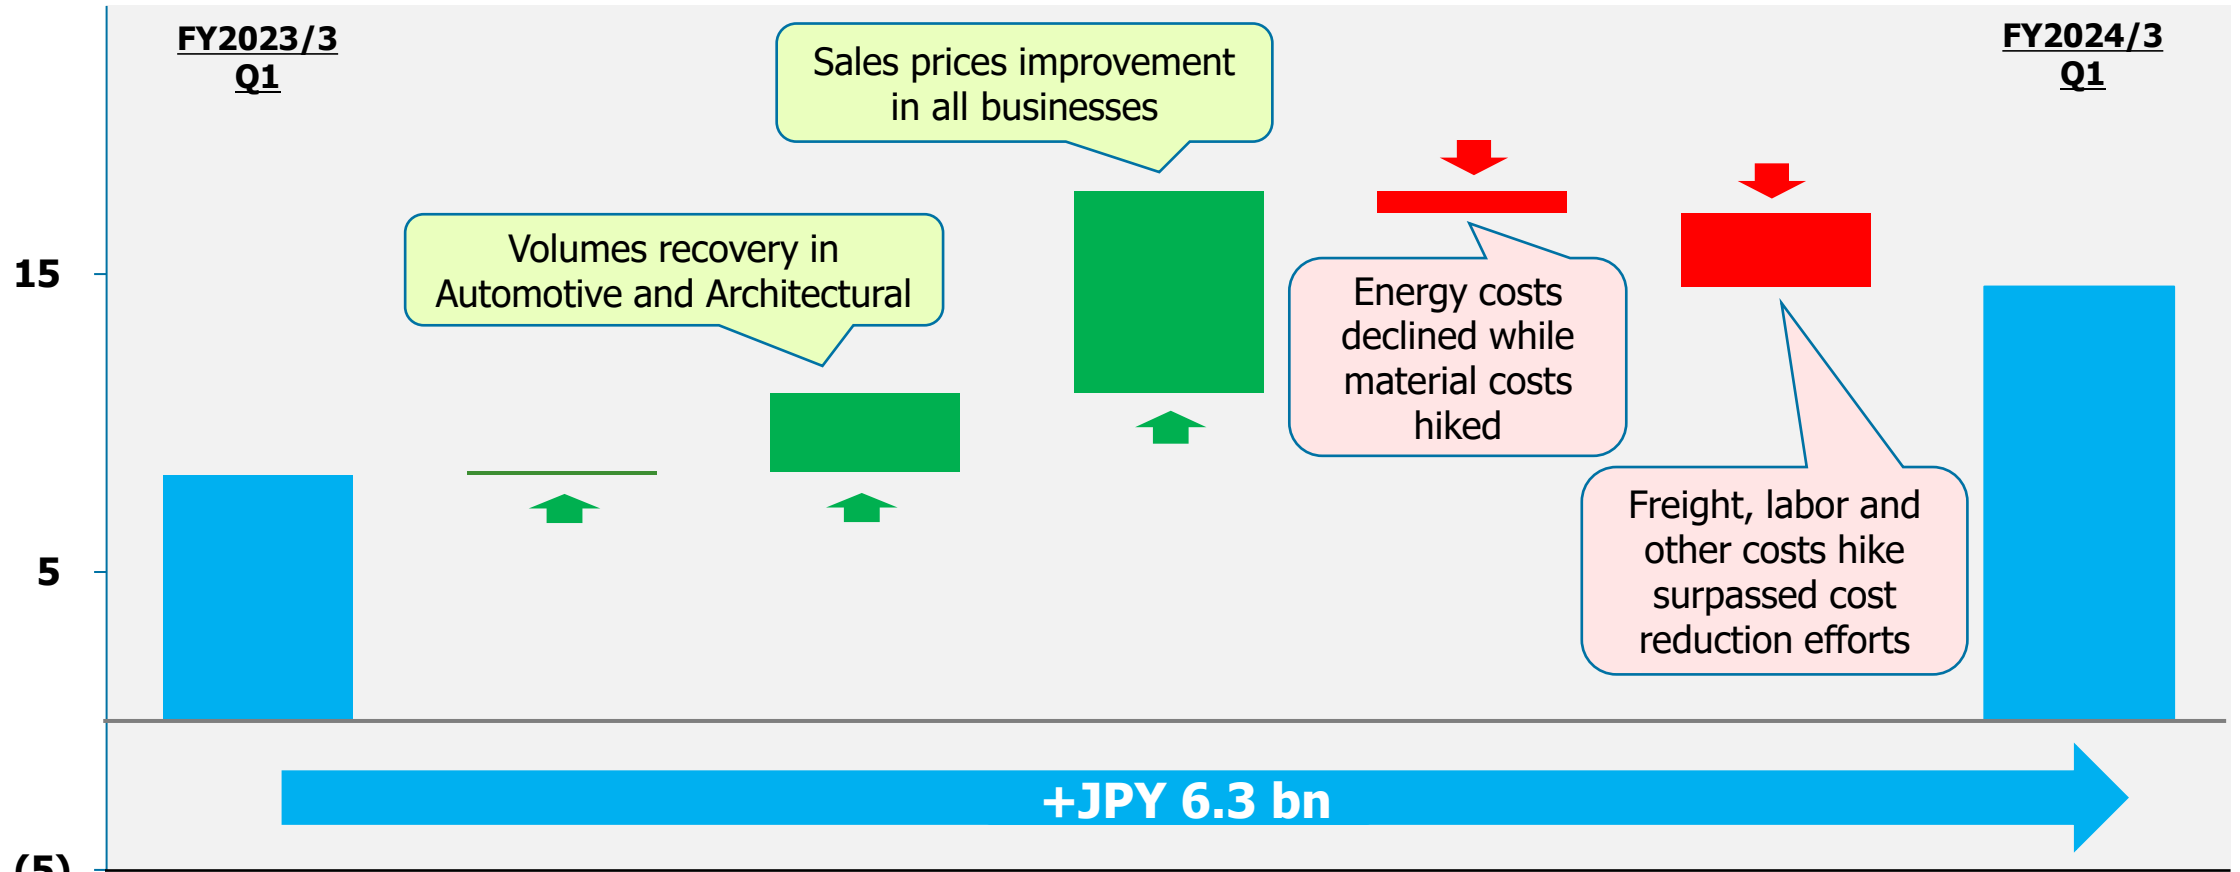 FY2023/3
Q1
FY2024/3
Q1
Sales prices improvement
in all businesses
Volumes recovery in
Automotive and Architectural
15
Energy costs
declined while
material costs
hiked
Freight, labor and
other costs hike
surpassed cost
reduction efforts
5
+JPY 6.3 bn
(5)